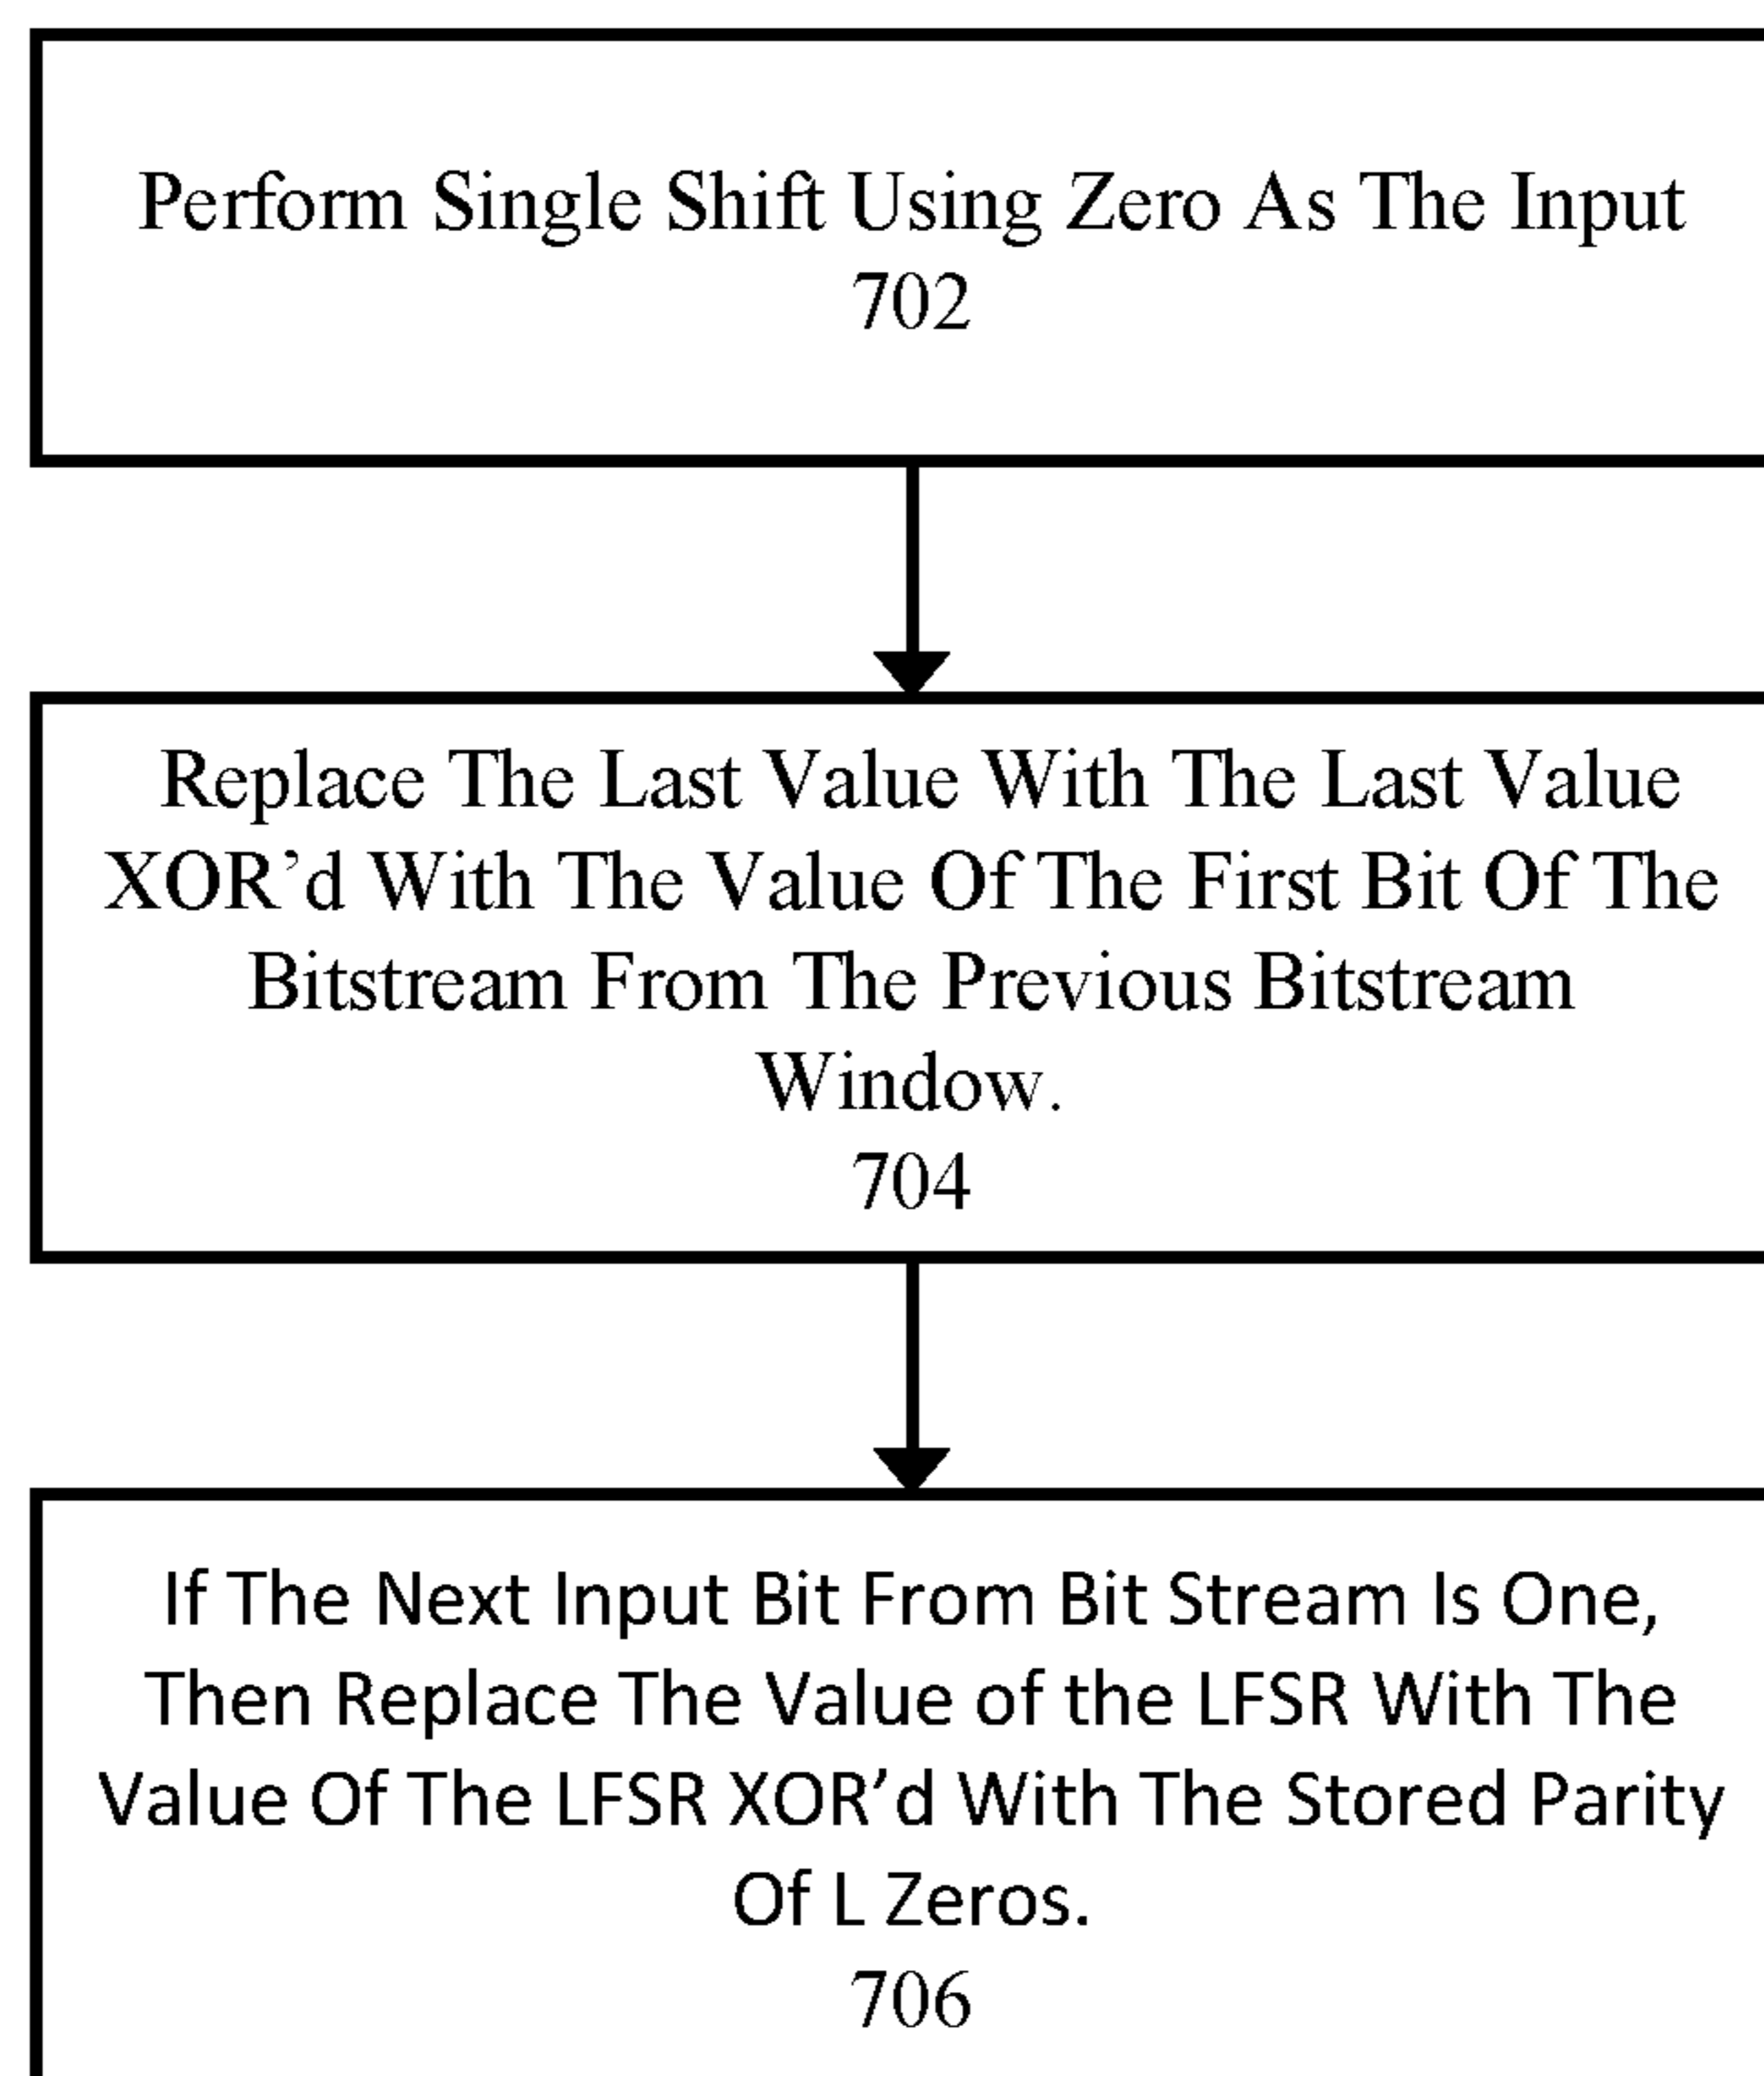 Perform Single Shift Using Zero As The Input
702
Replace The Last Value With The Last Value
XOR’d With The Value Of The First Bit Of The
Bitstream From The Previous Bitstream
Window.
704
If The Next Input Bit From Bit Stream Is One,
Then Replace The Value of the LFSR With The
Value Of The LFSR XOR’d With The Stored Parity
Of L Zeros.
706